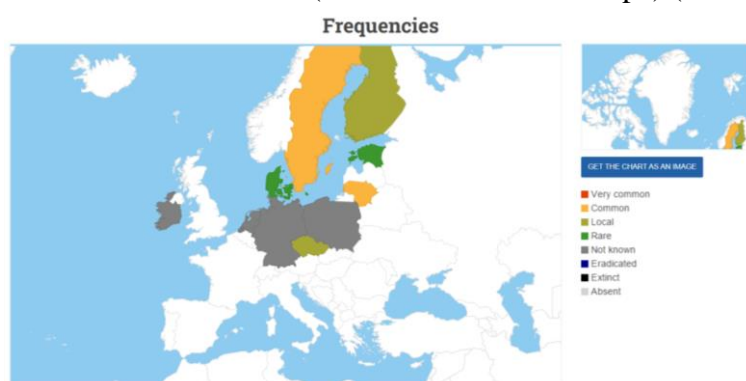 Frequencies
GET THE CHART AS AN IMAGE
Very common
Common
Local
Rare
Not known
Eradicated
Extinct
Absent